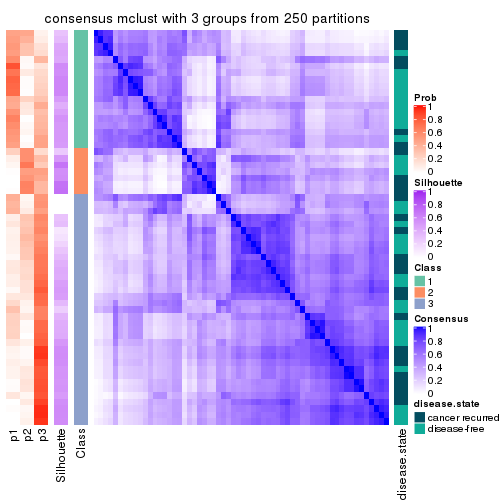 consensus mclust with 3 groups from 250 partitions
Prob
1
0.8
0.6
0.4
0.2
0
Silhouette
1
0.8
0.6
0.4
0.2
0
Class
1
2
3
Consensus
1
0.8
0.6
0.4
0.2
0
disease.state
cancer recurred
disease-free
p1
p2
p3
Silhouette
Class
disease.state